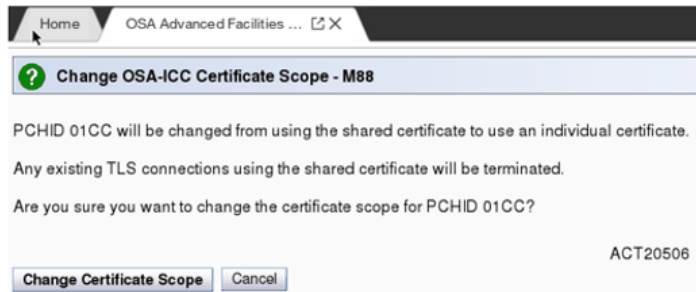 Home OSA Advanced Facilities ...
Change OSA-ICC Certificate Scope - M88
PCHID 01CC will be changed from using the shared certificate to use an individual certificate.
Any existing TLS connections using the shared certificate will be terminated.
Are you sure you want to change the certificate scope for PCHID 01CC?
ACT20506
Change Certificate Scope Cancel